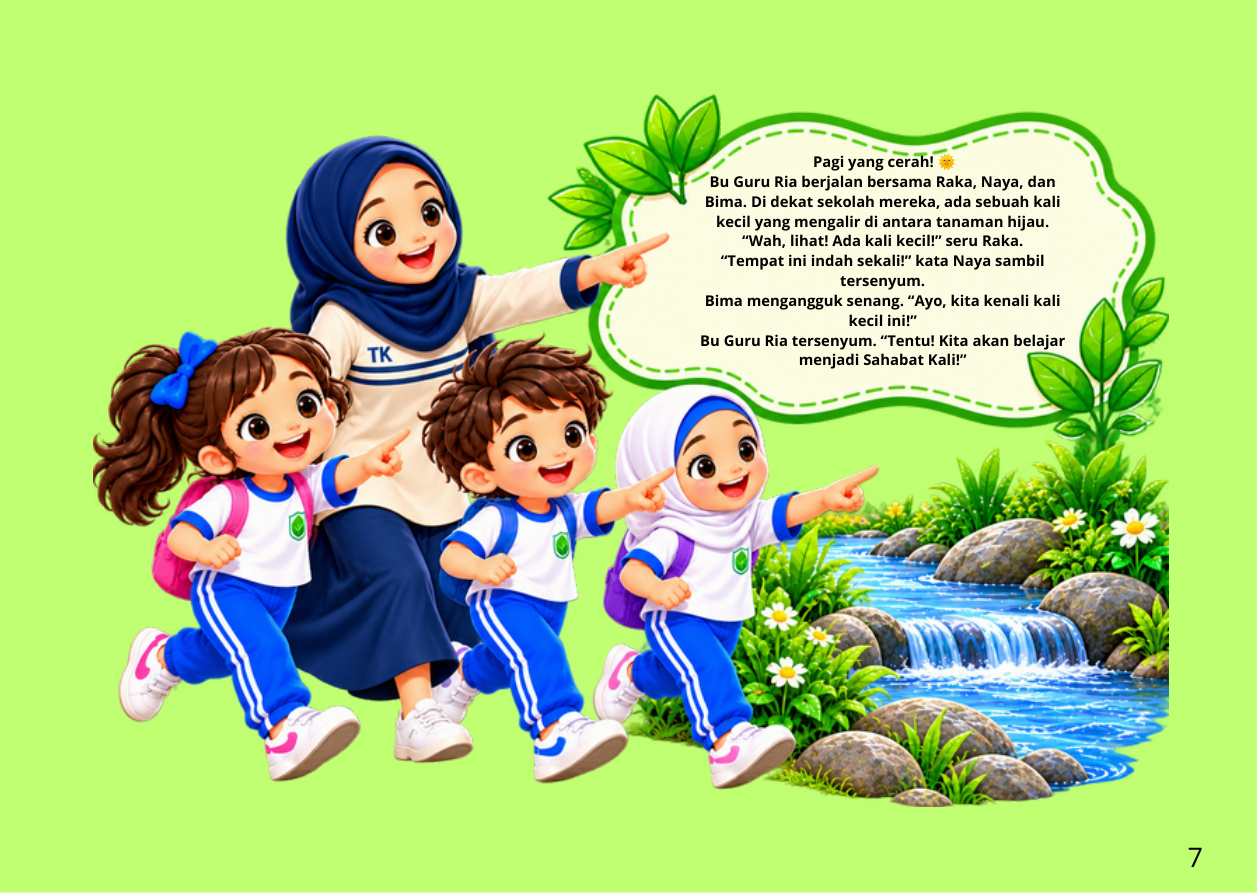 Pagi yang cerah! 🌞
Bu Guru Ria berjalan bersama Raka, Naya, dan
Bima. Di dekat sekolah mereka, ada sebuah kali
kecil yang mengalir di antara tanaman hijau.
“Wah, lihat! Ada kali kecil!” seru Raka.
“Tempat ini indah sekali!” kata Naya sambil
tersenyum.
Bima mengangguk senang. “Ayo, kita kenali kali
kecil ini!”
Bu Guru Ria tersenyum. “Tentu! Kita akan belajar
menjadi Sahabat Kali!”
TK
7